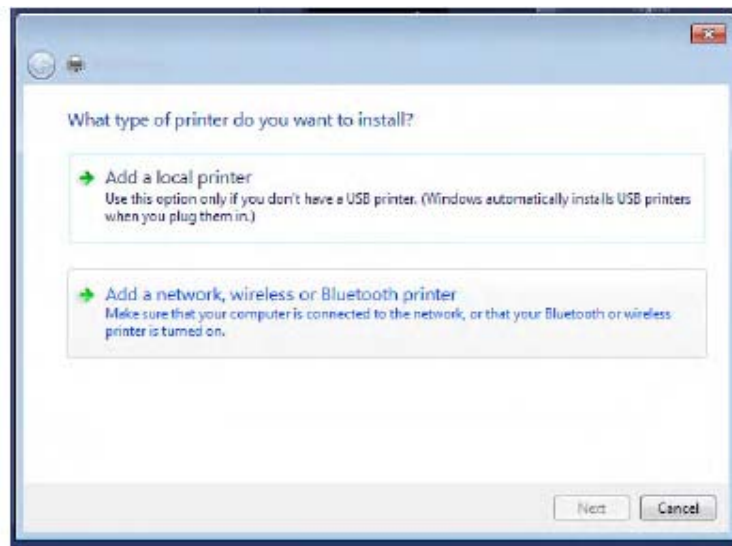 What type of printer do you want to install?
Add a local printer
Use this option only if you don't have a USB printer. (Windows automatically installs USB printers
when you plug them in.)
Add a network, wireless or Bluetooth printer
Make sure that your computer is connected to the network, or that your Bluetooth or wireless
printer is turned on.
Next
Cancel